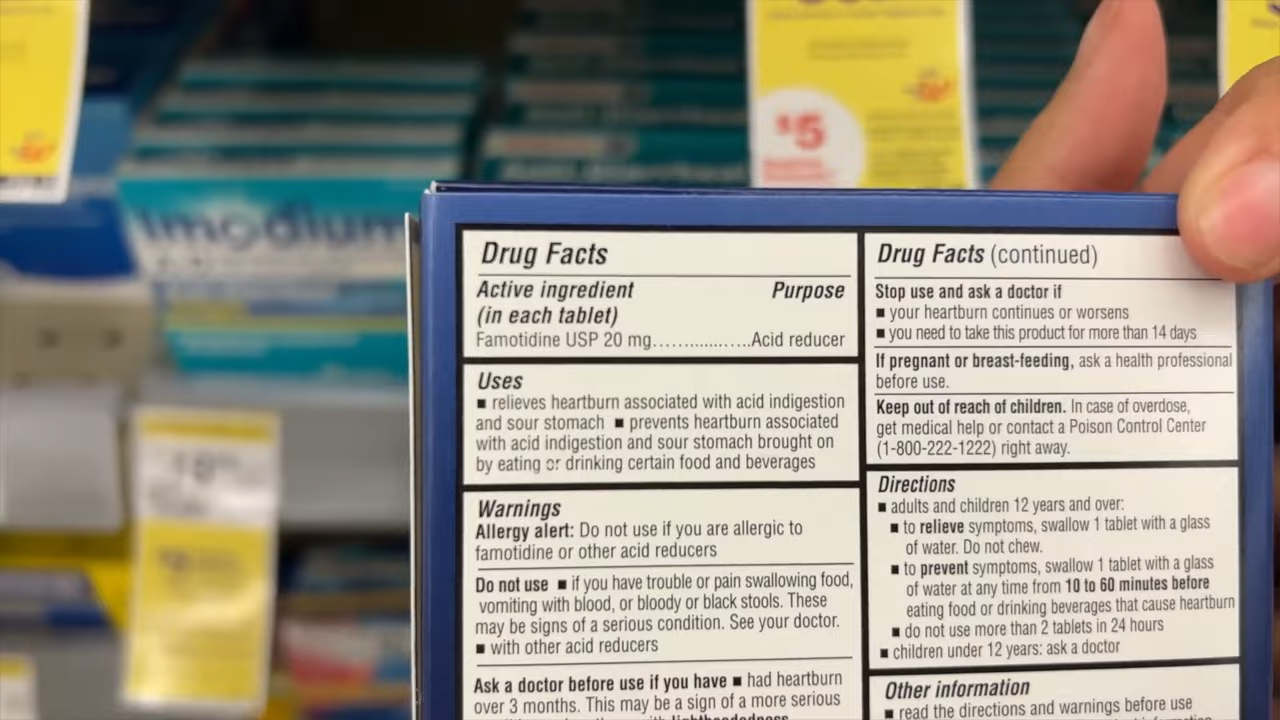 $5
Imodium
Drug Facts
Active ingredient Purpose
(in each tablet)
Famotidine USP 20 mg……......…..Acid reducer
Uses
■ relieves heartburn associated with acid indigestion
and sour stomach ■ prevents heartburn associated
with acid indigestion and sour stomach brought on
by eating or drinking certain food and beverages
Warnings
Allergy alert: Do not use if you are allergic to
famotidine or other acid reducers
Do not use ■ if you have trouble or pain swallowing food,
vomiting with blood, or bloody or black stools. These
may be signs of a serious condition. See your doctor.
■ with other acid reducers
Ask a doctor before use if you have ■ had heartburn
over 3 months. This may be a sign of a more serious
lightheadedness
Drug Facts (continued)
Stop use and ask a doctor if
■ your heartburn continues or worsens
■ you need to take this product for more than 14 days
If pregnant or breast-feeding, ask a health professional
before use.
Keep out of reach of children. In case of overdose,
get medical help or contact a Poison Control Center
(1-800-222-1222) right away.
Directions
■ adults and children 12 years and over:
■ to relieve symptoms, swallow 1 tablet with a glass
of water. Do not chew.
■ to prevent symptoms, swallow 1 tablet with a glass
of water at any time from 10 to 60 minutes before
eating food or drinking beverages that cause heartburn
■ do not use more than 2 tablets in 24 hours
■ children under 12 years: ask a doctor
Other information
■ read the directions and warnings before use